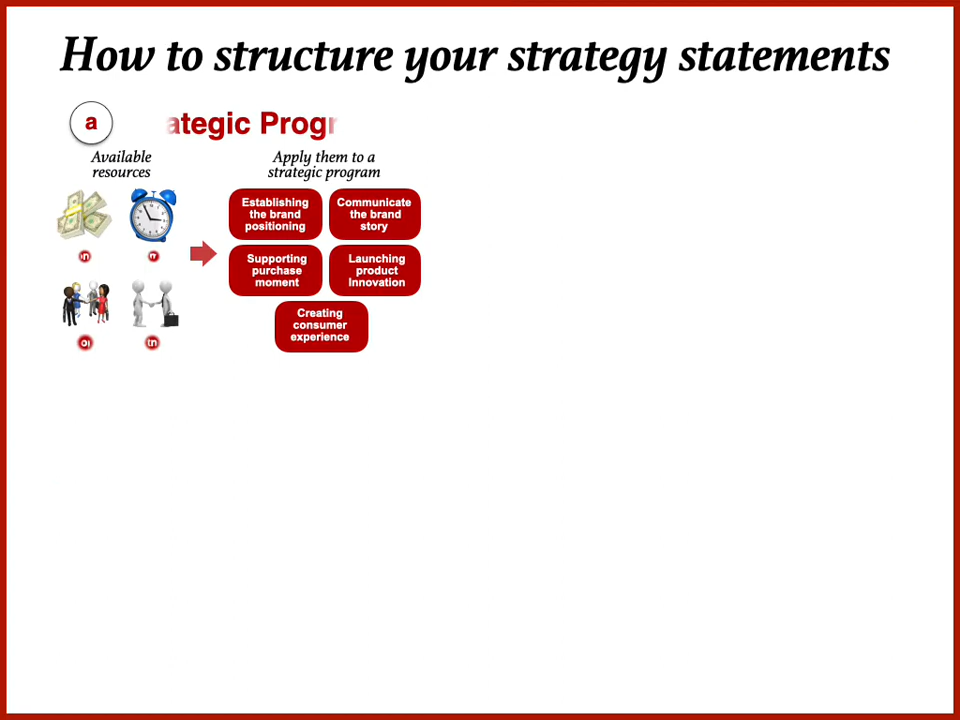 How to structure your strategy statements
a
ategic Progr
Available
resources
Apply them to a
strategic program
Establishing
the brand
positioning
Communicate
the brand
story
Supporting
purchase
moment
Launching
product
Innovation
Creating
consumer
experience